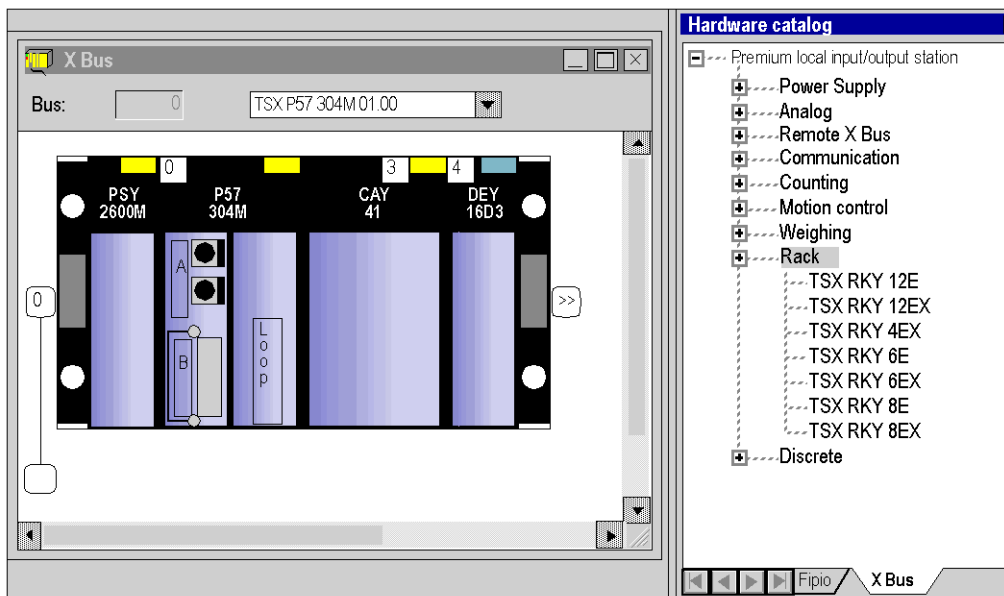 Hardware catalog
X Bus
Bus: 0 TSX P57 304M 01.00
0 3 4
PSY 2600M
P57 304M
CAY 41
DEY 16D3
A
B
Loop
0
>>
Premium local input/output station
Power Supply
Analog
Remote X Bus
Communication
Counting
Motion control
Weighing
Rack
TSX RKY 12E
TSX RKY 12EX
TSX RKY 4EX
TSX RKY 6E
TSX RKY 6EX
TSX RKY 8E
TSX RKY 8EX
Discrete
Fipio X Bus